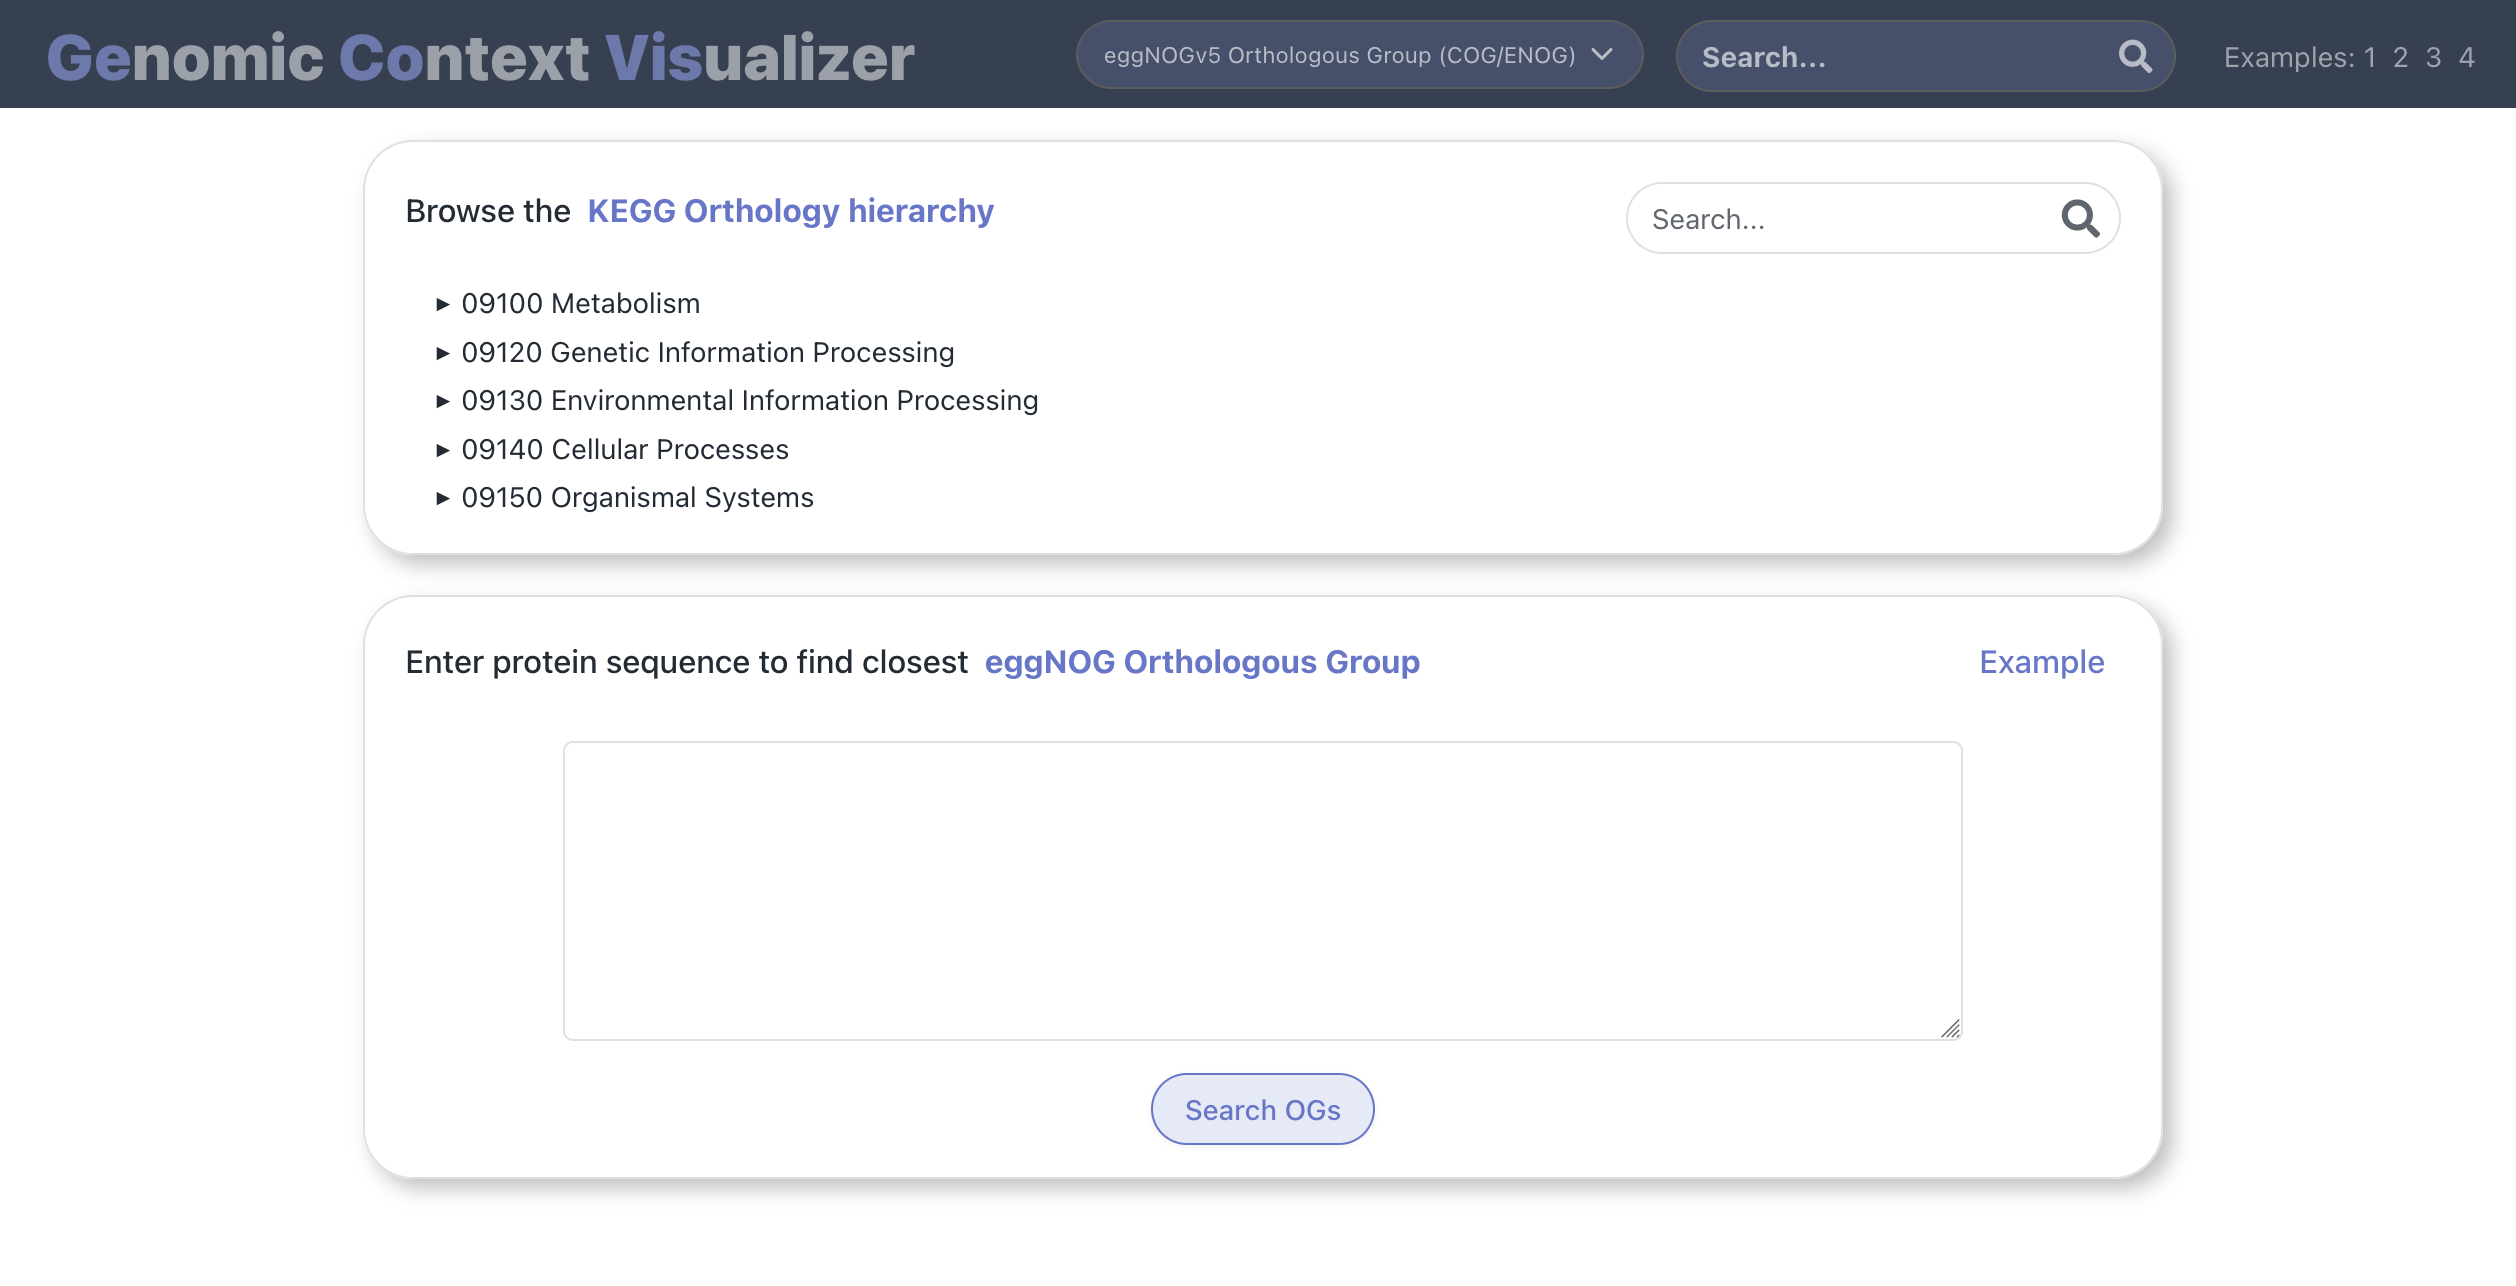 Genomic Context Visualizer
eggNOGv5 Orthologous Group (COG/ENOG)
Search...
Examples: 1 2 3 4
Browse the KEGG Orthology hierarchy
Search...
▸ 09100 Metabolism
▸ 09120 Genetic Information Processing
▸ 09130 Environmental Information Processing
▸ 09140 Cellular Processes
▸ 09150 Organismal Systems
Enter protein sequence to find closest eggNOG Orthologous Group
Example
Search OGs